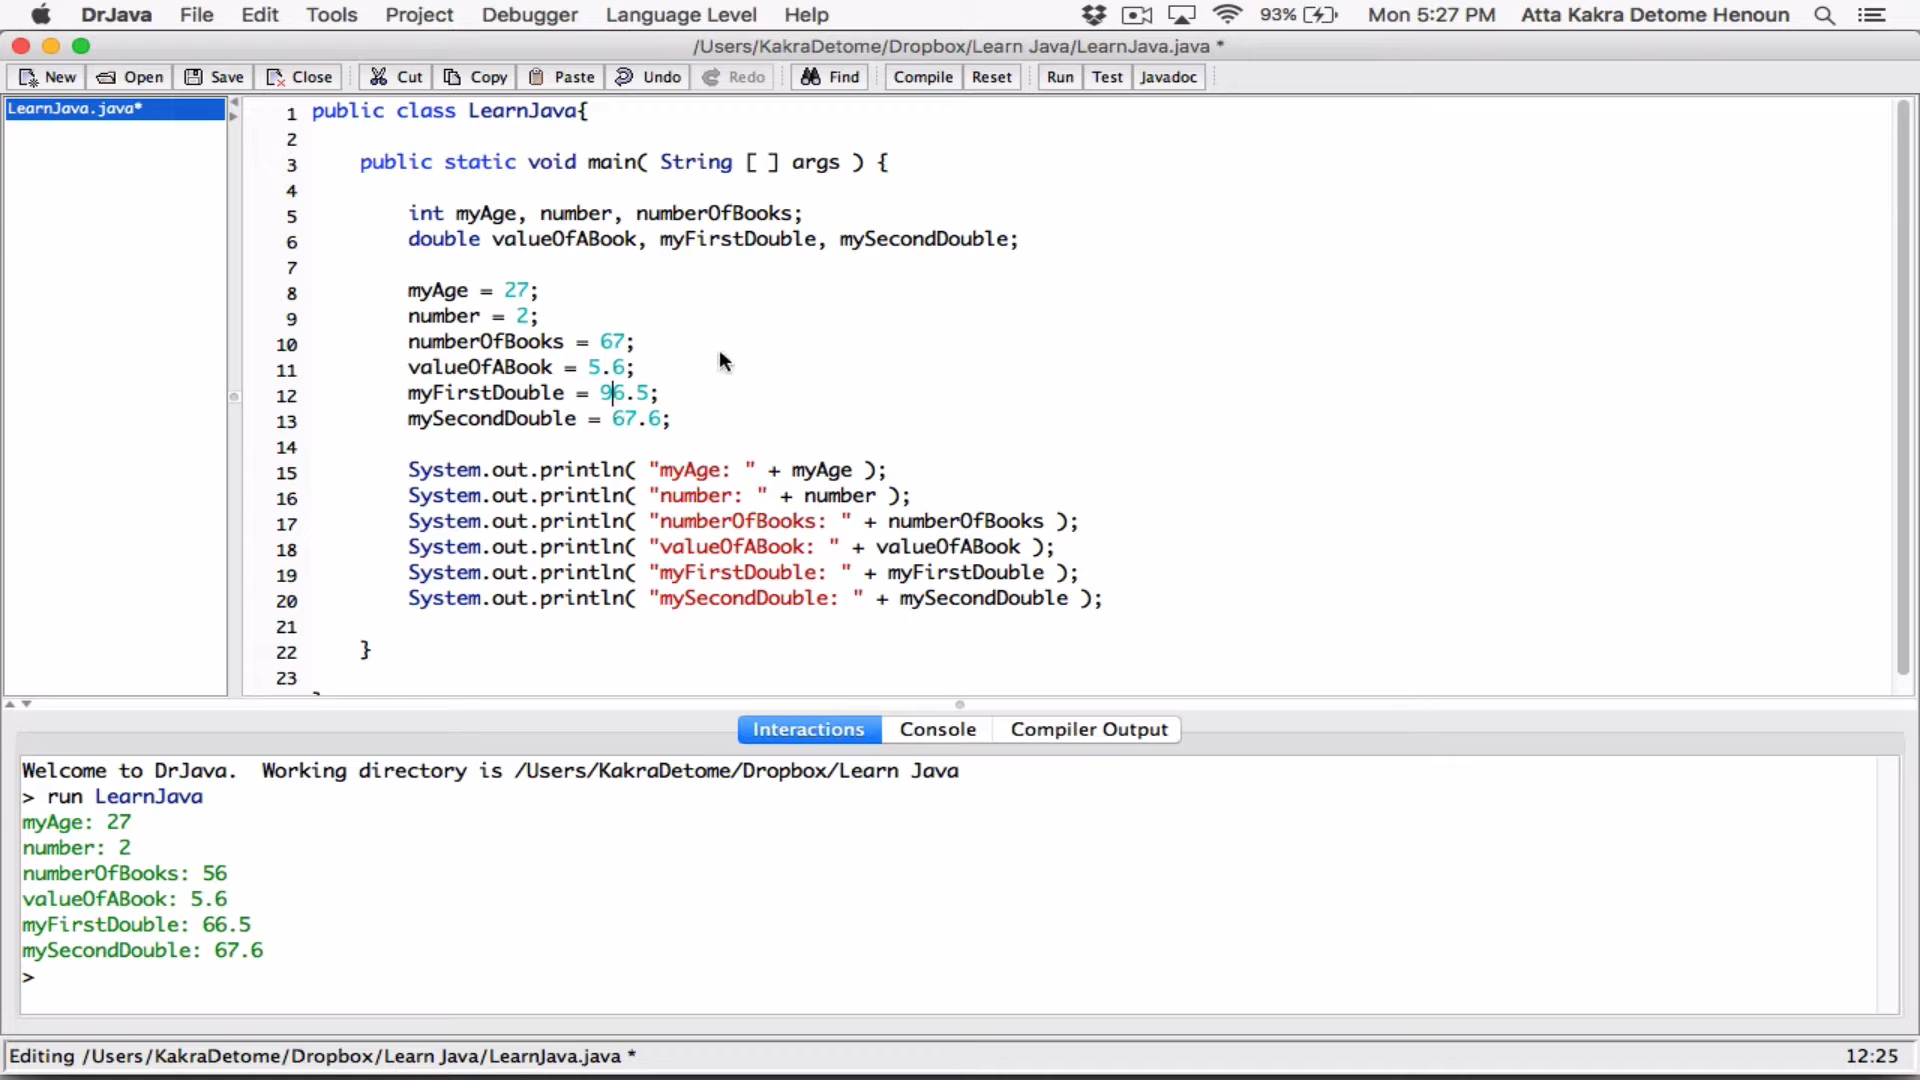 DrJava File Edit Tools Project Debugger Language Level Help 93% Mon 5:27 PM Atta Kakra Detome Henoun
/Users/KakraDetome/Dropbox/Learn Java/LearnJava.java *
New Open Save Close Cut Copy Paste Undo Redo Find Compile Reset Run Test Javadoc
LearnJava.java*
1 public class LearnJava{
2
3 public static void main( String [ ] args ) {
4
5 int myAge, number, numberOfBooks;
6 double valueOfABook, myFirstDouble, mySecondDouble;
7
8 myAge = 27;
9 number = 2;
10 numberOfBooks = 67;
11 valueOfABook = 5.6;
12 myFirstDouble = 96.5;
13 mySecondDouble = 67.6;
14
15 System.out.println( "myAge: " + myAge );
16 System.out.println( "number: " + number );
17 System.out.println( "numberOfBooks: " + numberOfBooks );
18 System.out.println( "valueOfABook: " + valueOfABook );
19 System.out.println( "myFirstDouble: " + myFirstDouble );
20 System.out.println( "mySecondDouble: " + mySecondDouble );
21
22 }
23
Interactions Console Compiler Output
Welcome to DrJava. Working directory is /Users/KakraDetome/Dropbox/Learn Java
> run LearnJava
myAge: 27
number: 2
numberOfBooks: 56
valueOfABook: 5.6
myFirstDouble: 66.5
mySecondDouble: 67.6
>
Editing /Users/KakraDetome/Dropbox/Learn Java/LearnJava.java * 12:25